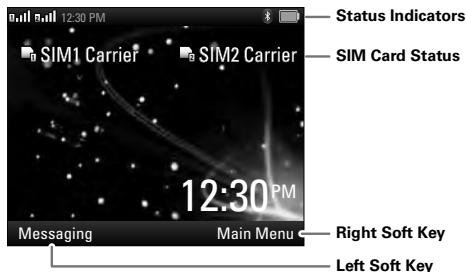 12:30 PM
Status Indicators
SIM1 Carrier
SIM2 Carrier
SIM Card Status
12:30PM
Messaging
Main Menu
Right Soft Key
Left Soft Key